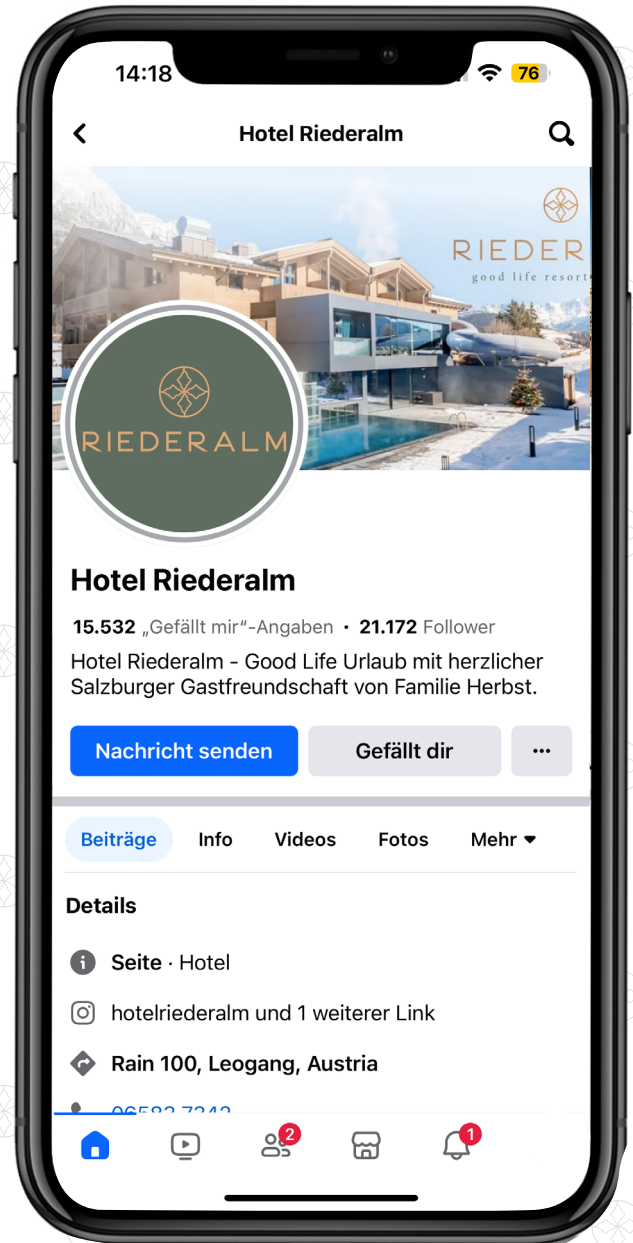 14:18
76
Hotel Riederalm
RIEDER
good life resort
RIEDERALM
Hotel Riederalm
15.532 „Gefällt mir“-Angaben · 21.172 Follower
Hotel Riederalm - Good Life Urlaub mit herzlicher
Salzburger Gastfreundschaft von Familie Herbst.
Nachricht senden
Gefällt dir
...
Beiträge
Info
Videos
Fotos
Mehr
Details
Seite · Hotel
hotelriederalm und 1 weiterer Link
Rain 100, Leogang, Austria
06583 7342
2
1